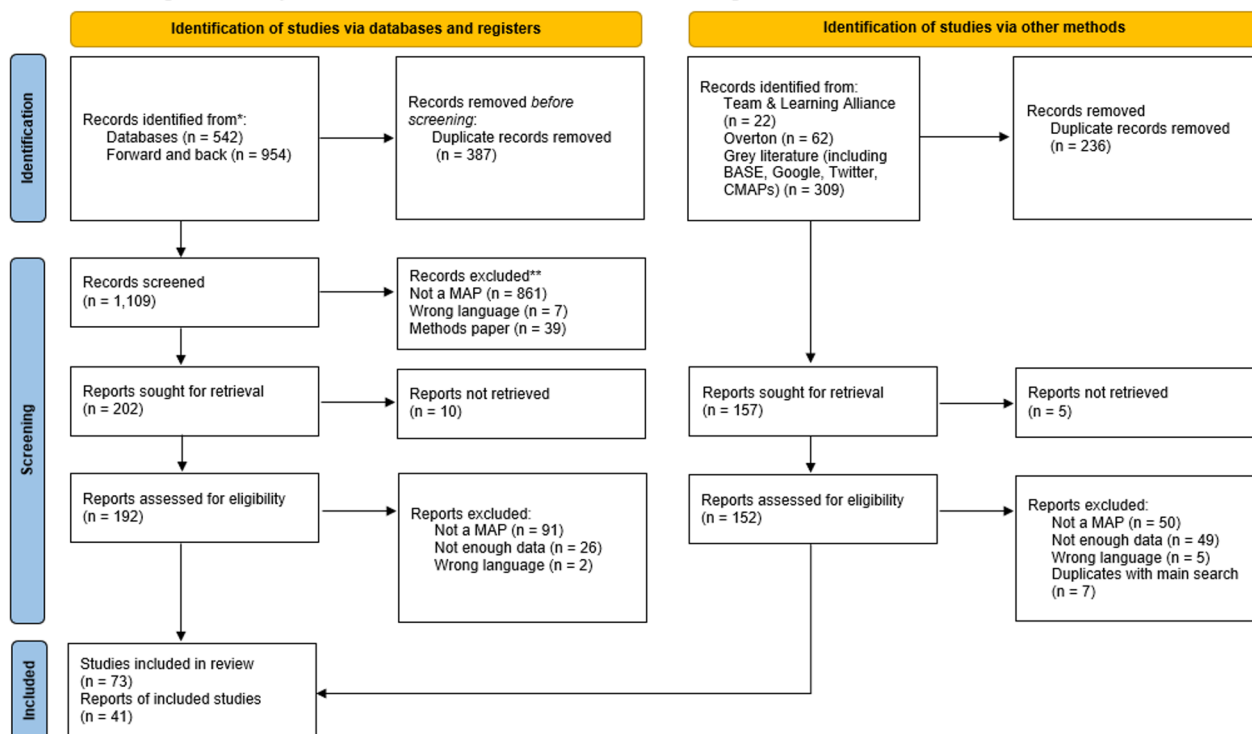 Identification of studies via databases and registers
Identification of studies via other methods
Identification
Records identified from*:
Databases (n = 542)
Forward and back (n = 954)
Records removed before
screening:
Duplicate records removed
(n = 387)
Records identified from:
Team & Learning Alliance
(n = 22)
Overton (n = 62)
Grey literature (including
BASE, Google, Twitter,
CMAPs) (n = 309)
Records removed
Duplicate records removed
(n = 236)
Screening
Records screened
(n = 1,109)
Records excluded**
Not a MAP (n = 861)
Wrong language (n = 7)
Methods paper (n = 39)
Reports sought for retrieval
(n = 202)
Reports not retrieved
(n = 10)
Reports sought for retrieval
(n = 157)
Reports not retrieved
(n = 5)
Reports assessed for eligibility
(n = 192)
Reports excluded:
Not a MAP (n = 91)
Not enough data (n = 26)
Wrong language (n = 2)
Reports assessed for eligibility
(n = 152)
Reports excluded:
Not a MAP (n = 50)
Not enough data (n = 49)
Wrong language (n = 5)
Duplicates with main search
(n = 7)
Included
Studies included in review
(n = 73)
Reports of included studies
(n = 41)